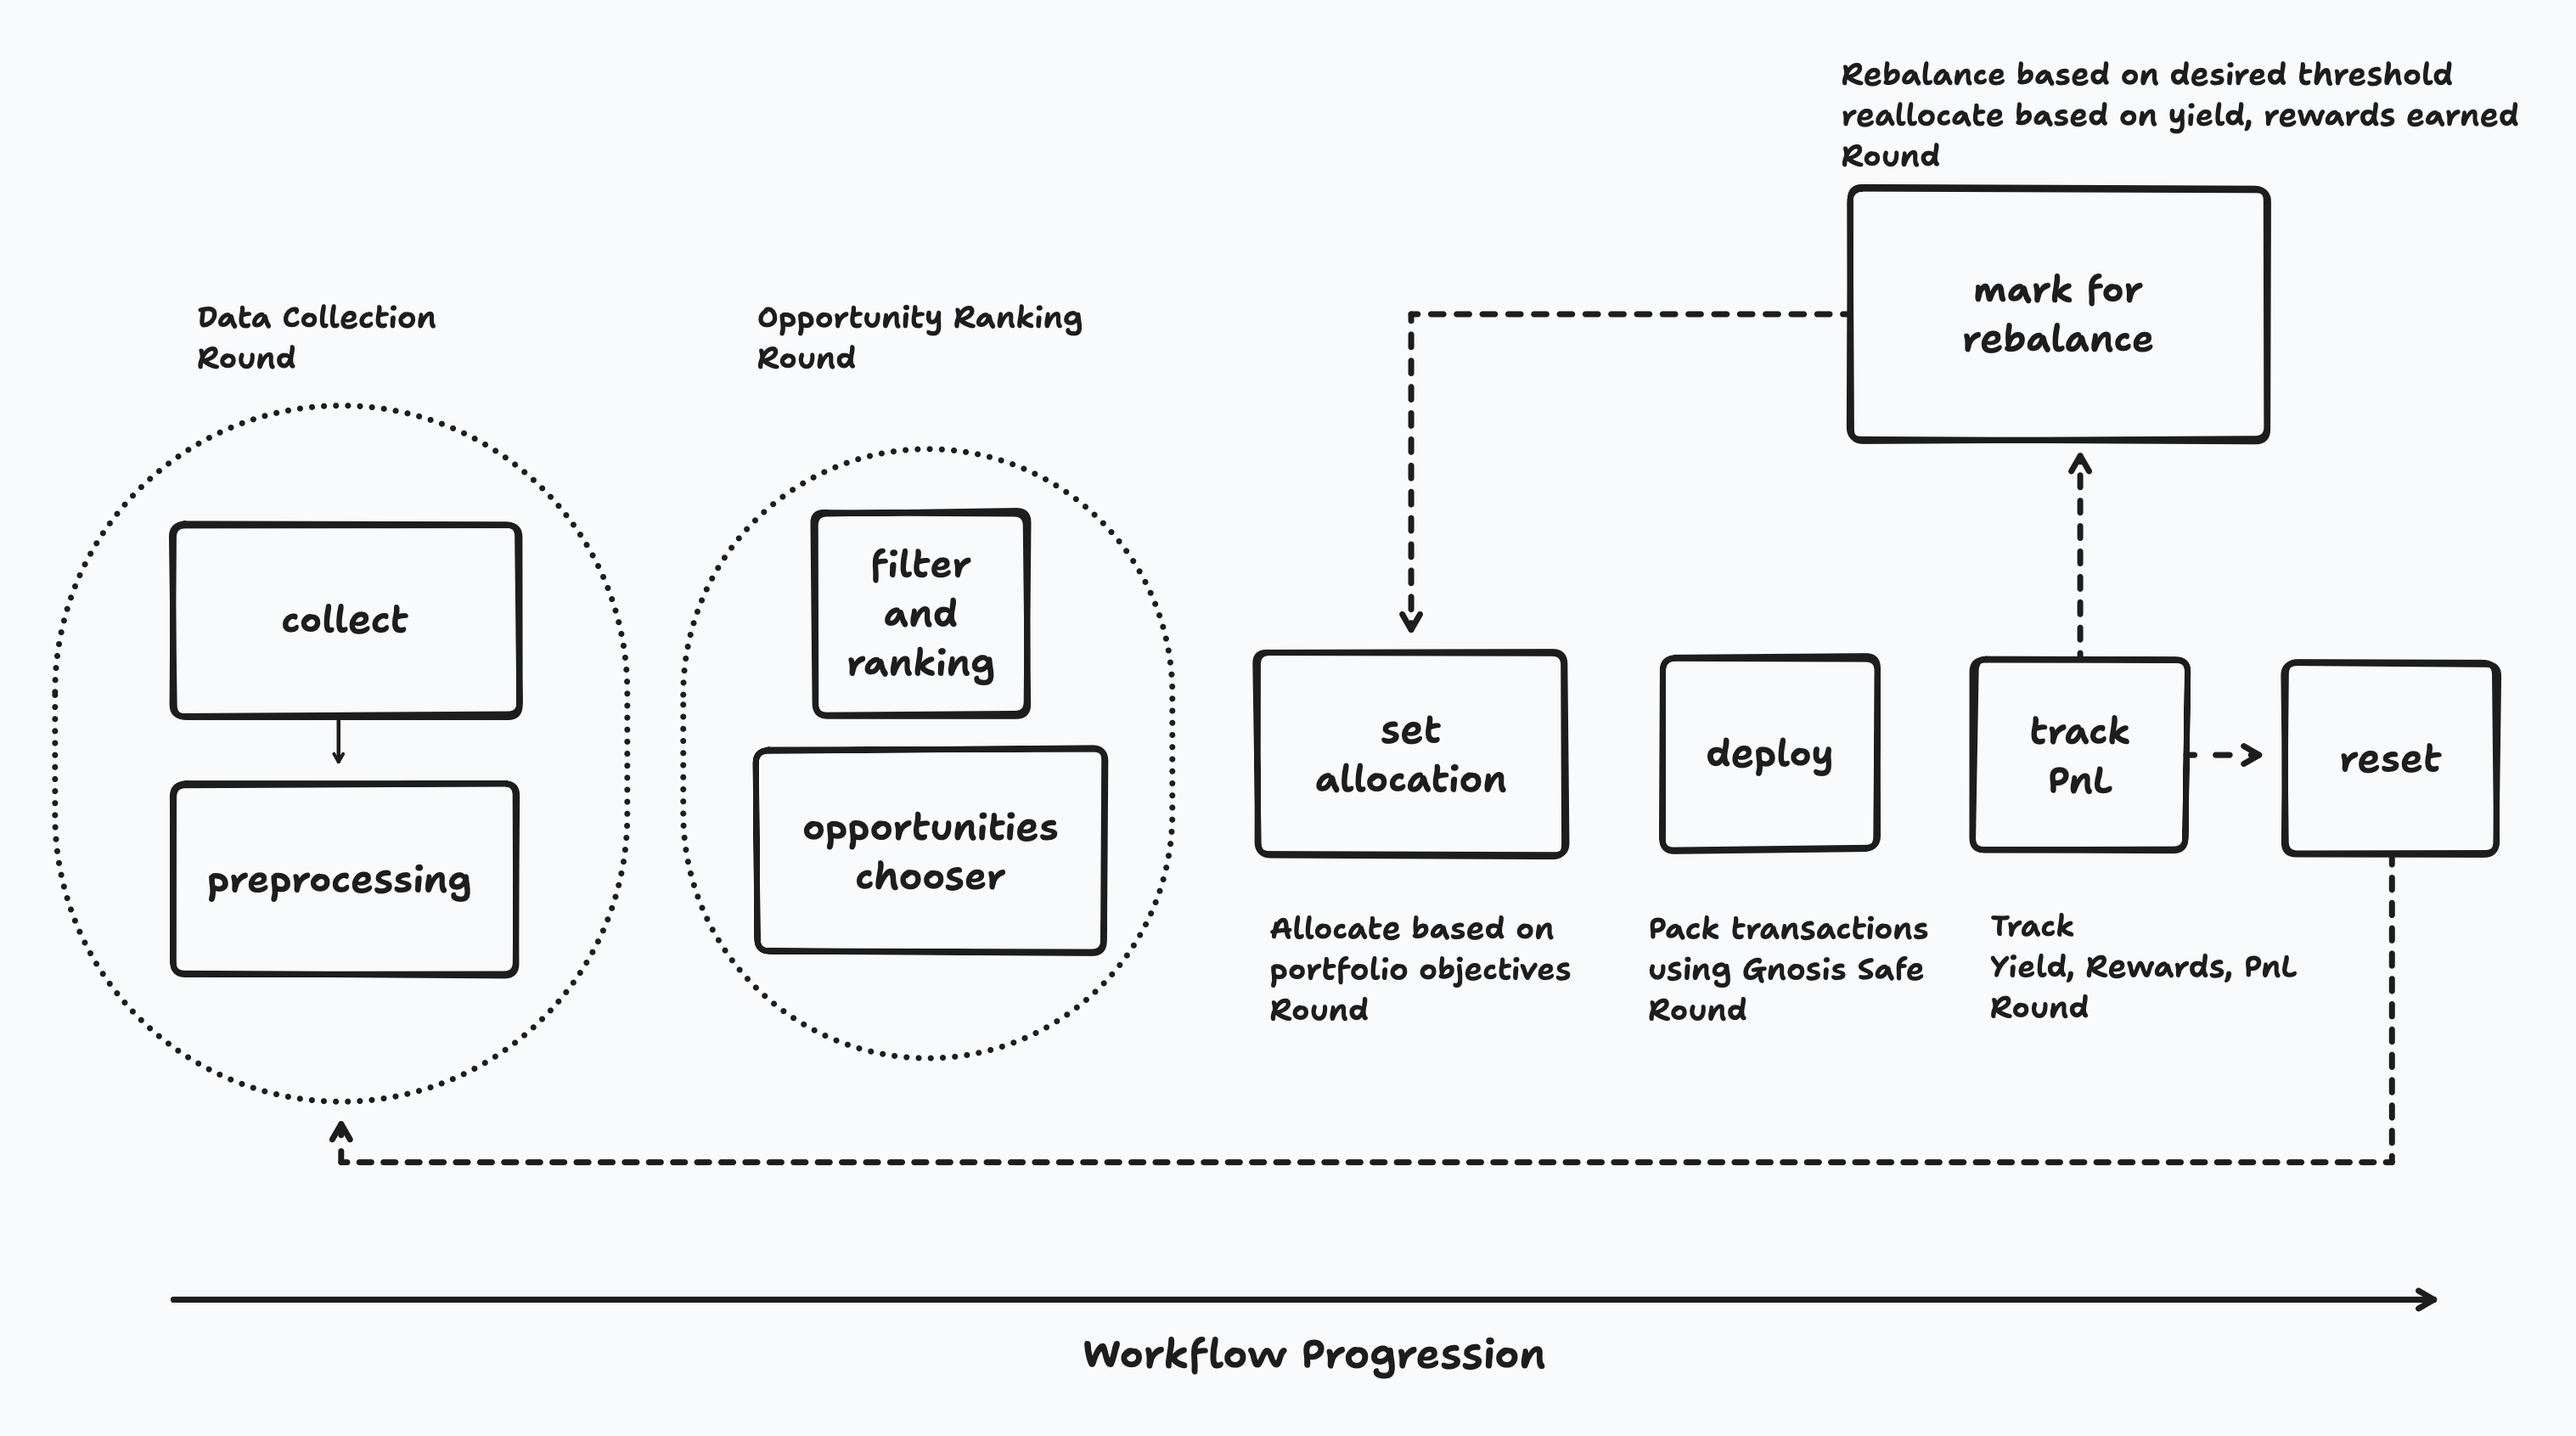 Rebalance based on desired threshold
reallocate based on yield, rewards earned
Round
mark for
rebalance
Data Collection
Round
Opportunity Ranking
Round
collect
preprocessing
filter
and
ranking
opportunities
chooser
set
allocation
deploy
track
PnL
reset
Allocate based on
portfolio objectives
Round
Pack transactions
using Gnosis Safe
Round
Track
Yield, Rewards, PnL
Round
Workflow Progression